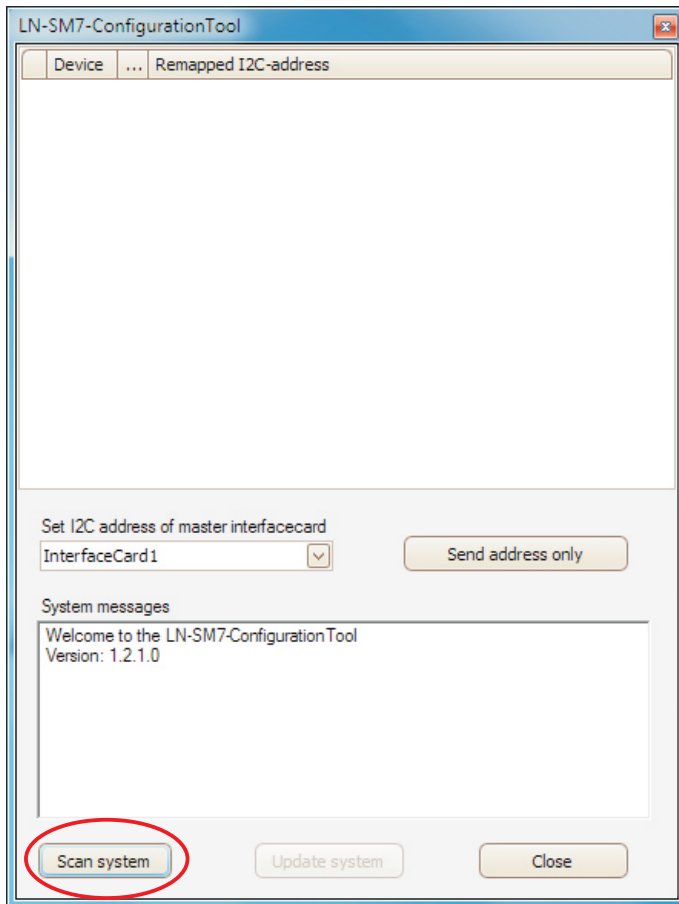 LN-SM7-ConfigurationTool
Device ... Remapped I2C-address
Set I2C address of master interfacecard
InterfaceCard1
Send address only
System messages
Welcome to the LN-SM7-ConfigurationTool
Version: 1.2.1.0
Scan system Update system Close